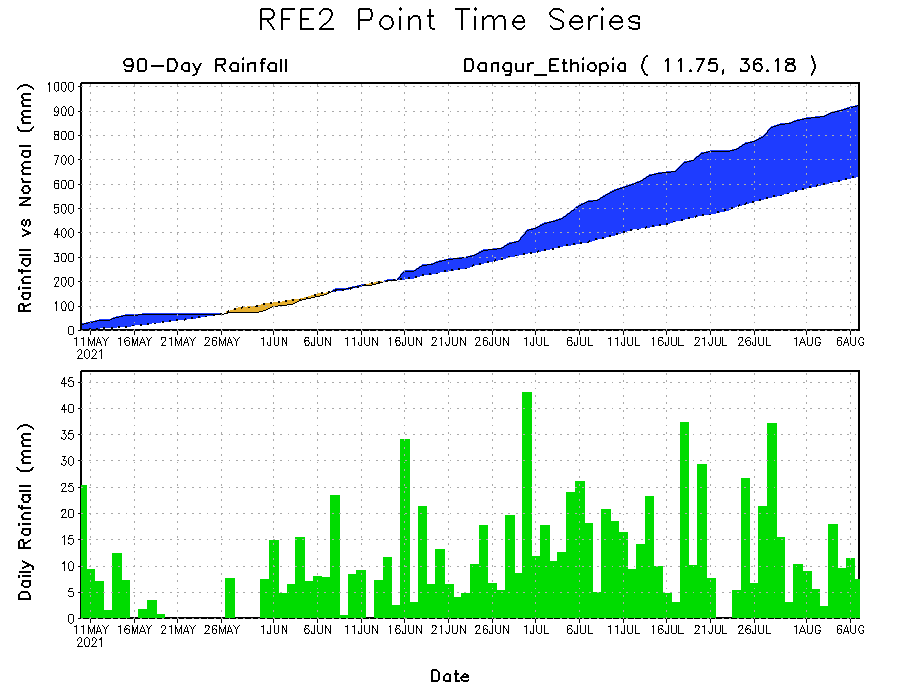 RFE2 Point Time Series
90-Day Rainfall
Dangur_Ethiopia ( 11.75, 36.18 )
Rainfall vs Normal (mm)
1000
900
800
700
600
500
400
300
200
100
0
11MAY 16MAY 21MAY 26MAY 1JUN 6JUN 11JUN 16JUN 21JUN 26JUN 1JUL 6JUL 11JUL 16JUL 21JUL 26JUL 1AUG 6AUG
2021
Daily Rainfall (mm)
45
40
35
30
25
20
15
10
5
0
11MAY 16MAY 21MAY 26MAY 1JUN 6JUN 11JUN 16JUN 21JUN 26JUN 1JUL 6JUL 11JUL 16JUL 21JUL 26JUL 1AUG 6AUG
2021
Date